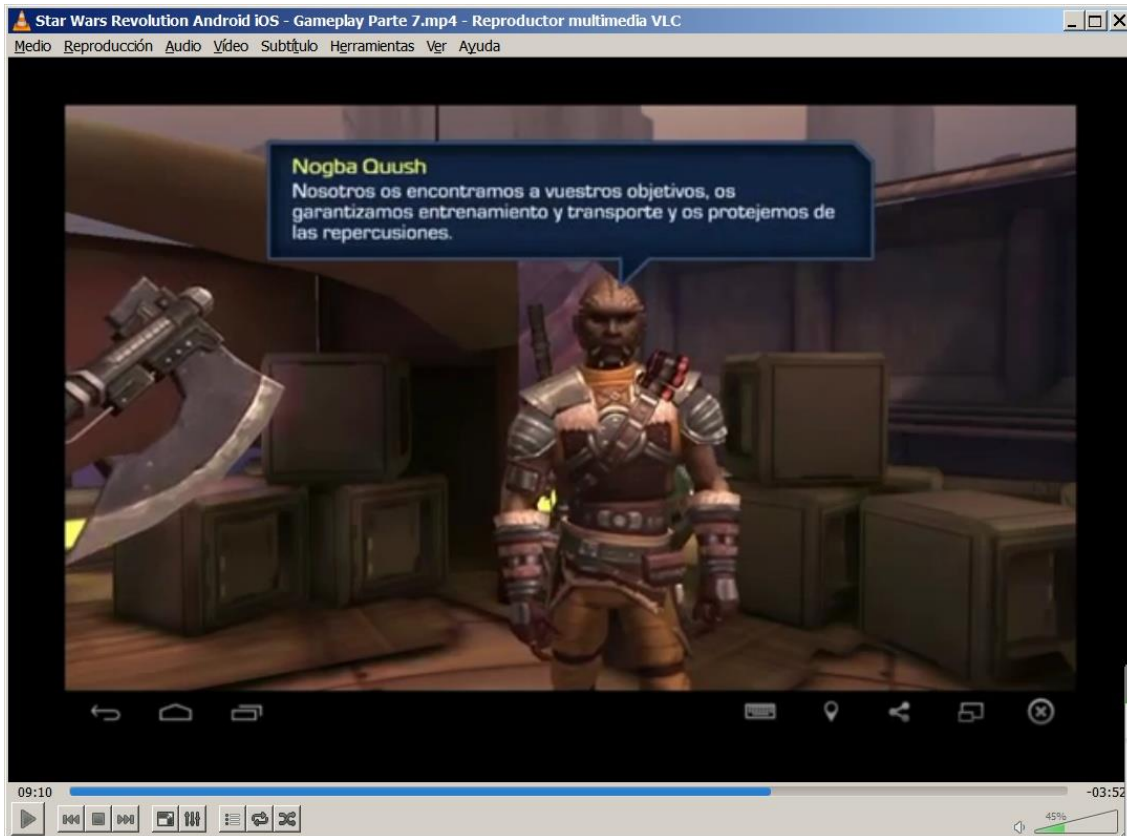 Star Wars Revolution Android iOS - Gameplay Parte 7.mp4 - Reproductor multimedia VLC
Medio Reproducción Audio Vídeo Subtítulo Herramientas Ver Ayuda
Nogba Quush
Nosotros os encontramos a vuestros objetivos, os
garantizamos entrenamiento y transporte y os protejemos de
las repercusiones.
09:10
-03:52
45%